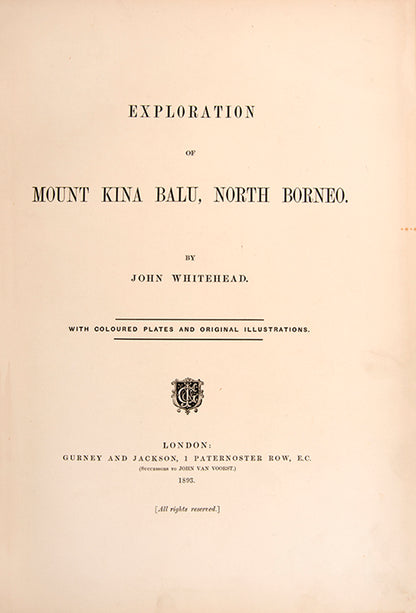 EXPLORATION
OF
MOUNT KINA BALU, NORTH BORNEO.
BY
JOHN WHITEHEAD.
WITH COLOURED PLATES AND ORIGINAL ILLUSTRATIONS.
LONDON:
GURNEY AND JACKSON, 1 PATERNOSTER ROW, E.C.
(Successors to JOHN VAN VOORST.)
1893.
[All rights reserved.]